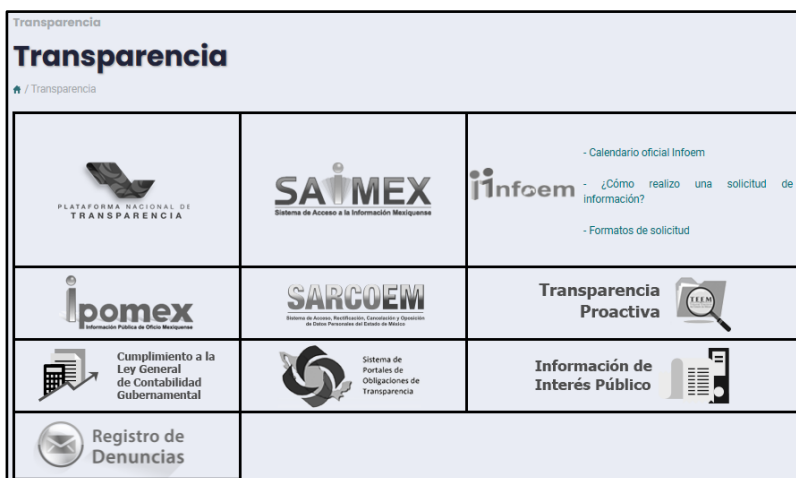 Transparencia
Transparencia
/ Transparencia
PLATAFORMA NACIONAL DE
TRANSPARENCIA
SAIMEX
Sistema de Acceso a la Información Mexiquense
infoem
- Calendario oficial Infoem
- ¿Cómo realizo una solicitud de
información?
- Formatos de solicitud
Ipomex
Información Pública de Oficio Mexiquense
SARCOEM
Sistema de Acceso, Rectificación, Cancelación y Oposición
de Datos Personales del Estado de México
Transparencia
Proactiva
TEEM
Cumplimiento a la
Ley General
de Contabilidad
Gubernamental
Sistema de
Portales de
Obligaciones de
Transparencia
Información de
Interés Público
Registro de
Denuncias